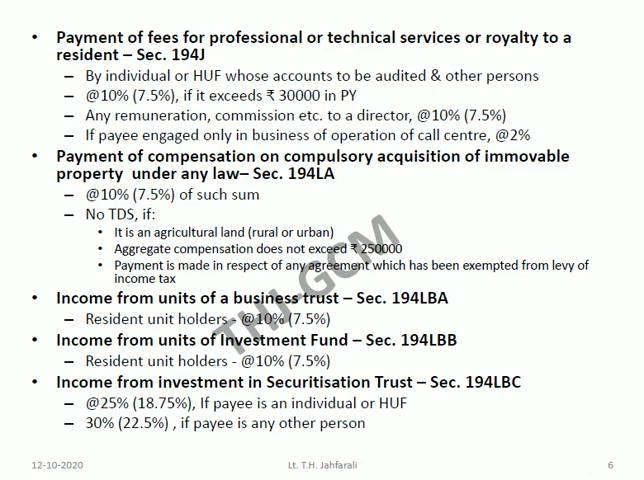 • Payment of fees for professional or technical services or royalty to a
resident – Sec. 194J
– By individual or HUF whose accounts to be audited & other persons
– @10% (7.5%), if it exceeds ₹ 30000 in PY
– Any remuneration, commission etc. to a director, @10% (7.5%)
– If payee engaged only in business of operation of call centre, @2%
• Payment of compensation on compulsory acquisition of immovable
property under any law– Sec. 194LA
– @10% (7.5%) of such sum
– No TDS, if:
• It is an agricultural land (rural or urban)
• Aggregate compensation does not exceed ₹ 250000
• Payment is made in respect of any agreement which has been exempted from levy of
income tax
• Income from units of a business trust – Sec. 194LBA
– Resident unit holders - @10% (7.5%)
• Income from units of Investment Fund – Sec. 194LBB
– Resident unit holders - @10% (7.5%)
• Income from investment in Securitisation Trust – Sec. 194LBC
– @25% (18.75%), If payee is an individual or HUF
– 30% (22.5%) , if payee is any other person
THJ.GCM
12-10-2020
Lt. T.H. Jahfarali
6